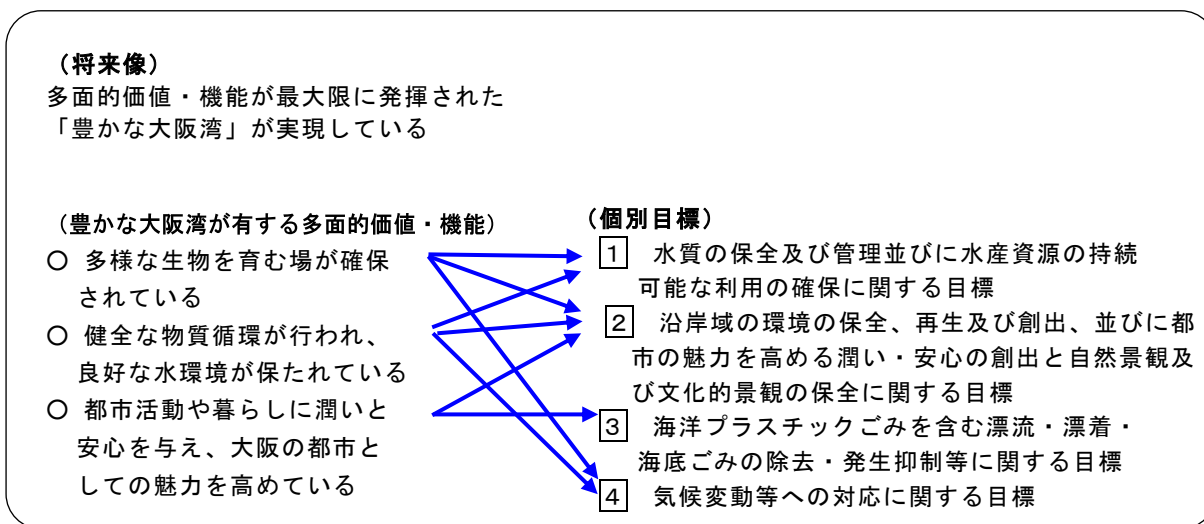 （将来像）
多面的価値・機能が最大限に発揮された
「豊かな大阪湾」が実現している
（豊かな大阪湾が有する多面的価値・機能）
○ 多様な生物を育む場が確保
されている
○ 健全な物質循環が行われ、
良好な水環境が保たれている
○ 都市活動や暮らしに潤いと
安心を与え、大阪の都市と
しての魅力を高めている
（個別目標）
1 水質の保全及び管理並びに水産資源の持続
可能な利用の確保に関する目標
2 沿岸域の環境の保全、再生及び創出、並びに都
市の魅力を高める潤い・安心の創出と自然景観及
び文化的景観の保全に関する目標
3 海洋プラスチックごみを含む漂流・漂着・
海底ごみの除去・発生抑制等に関する目標
4 気候変動等への対応に関する目標